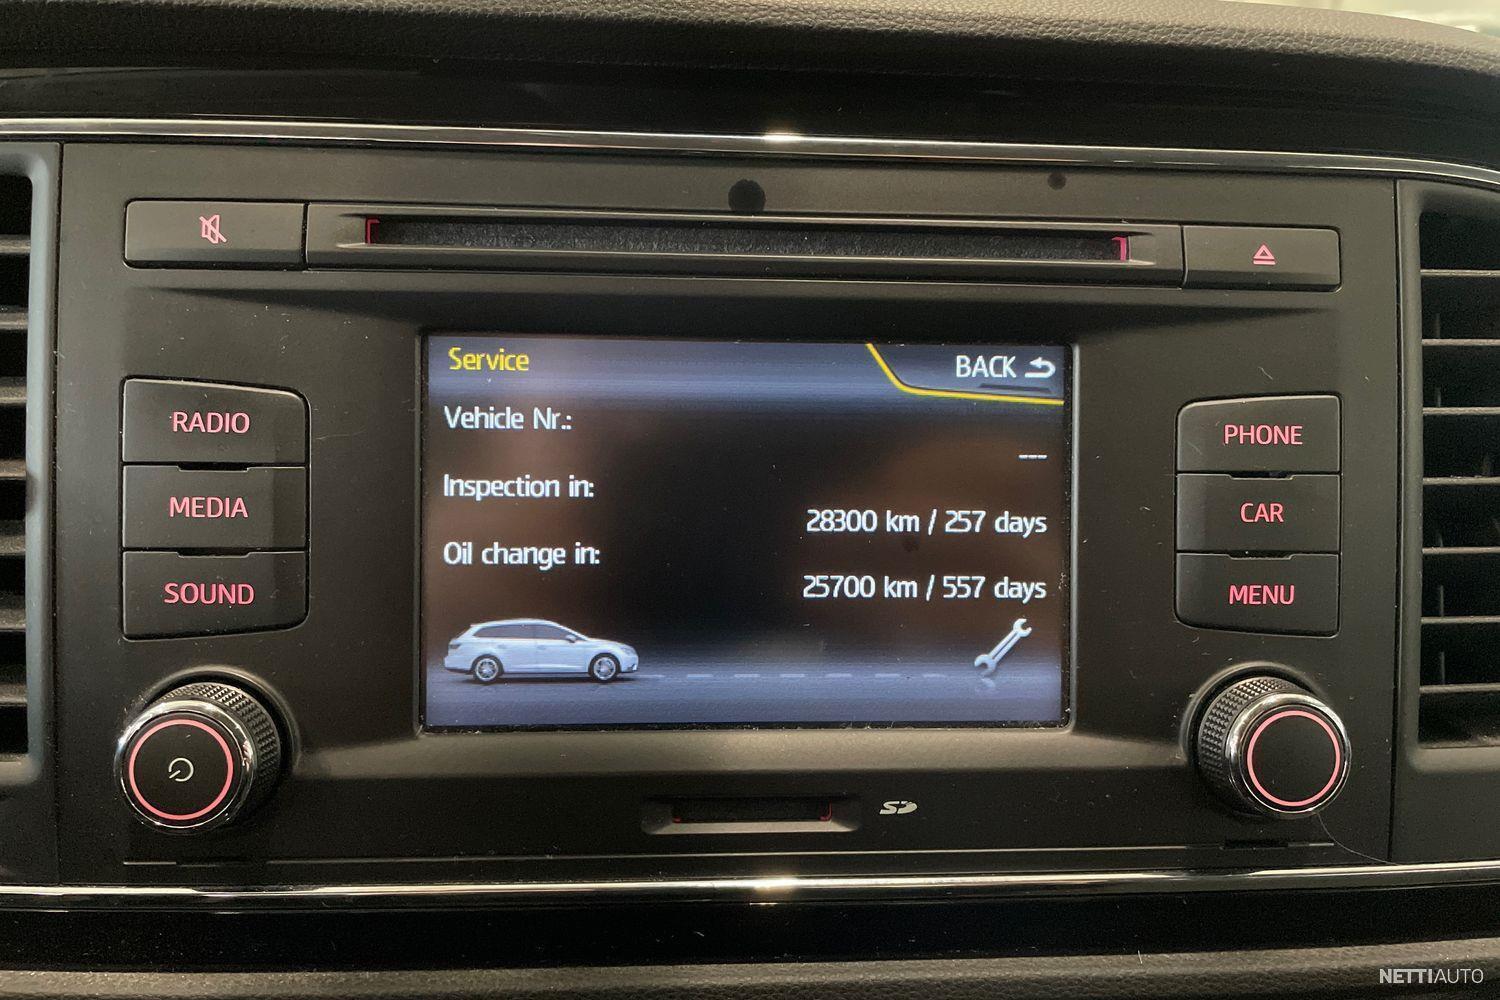 Service
BACK
Vehicle Nr.:
---
Inspection in:
28300 km / 257 days
Oil change in:
25700 km / 557 days
RADIO
MEDIA
SOUND
PHONE
CAR
MENU
SD
NETTIAUTO